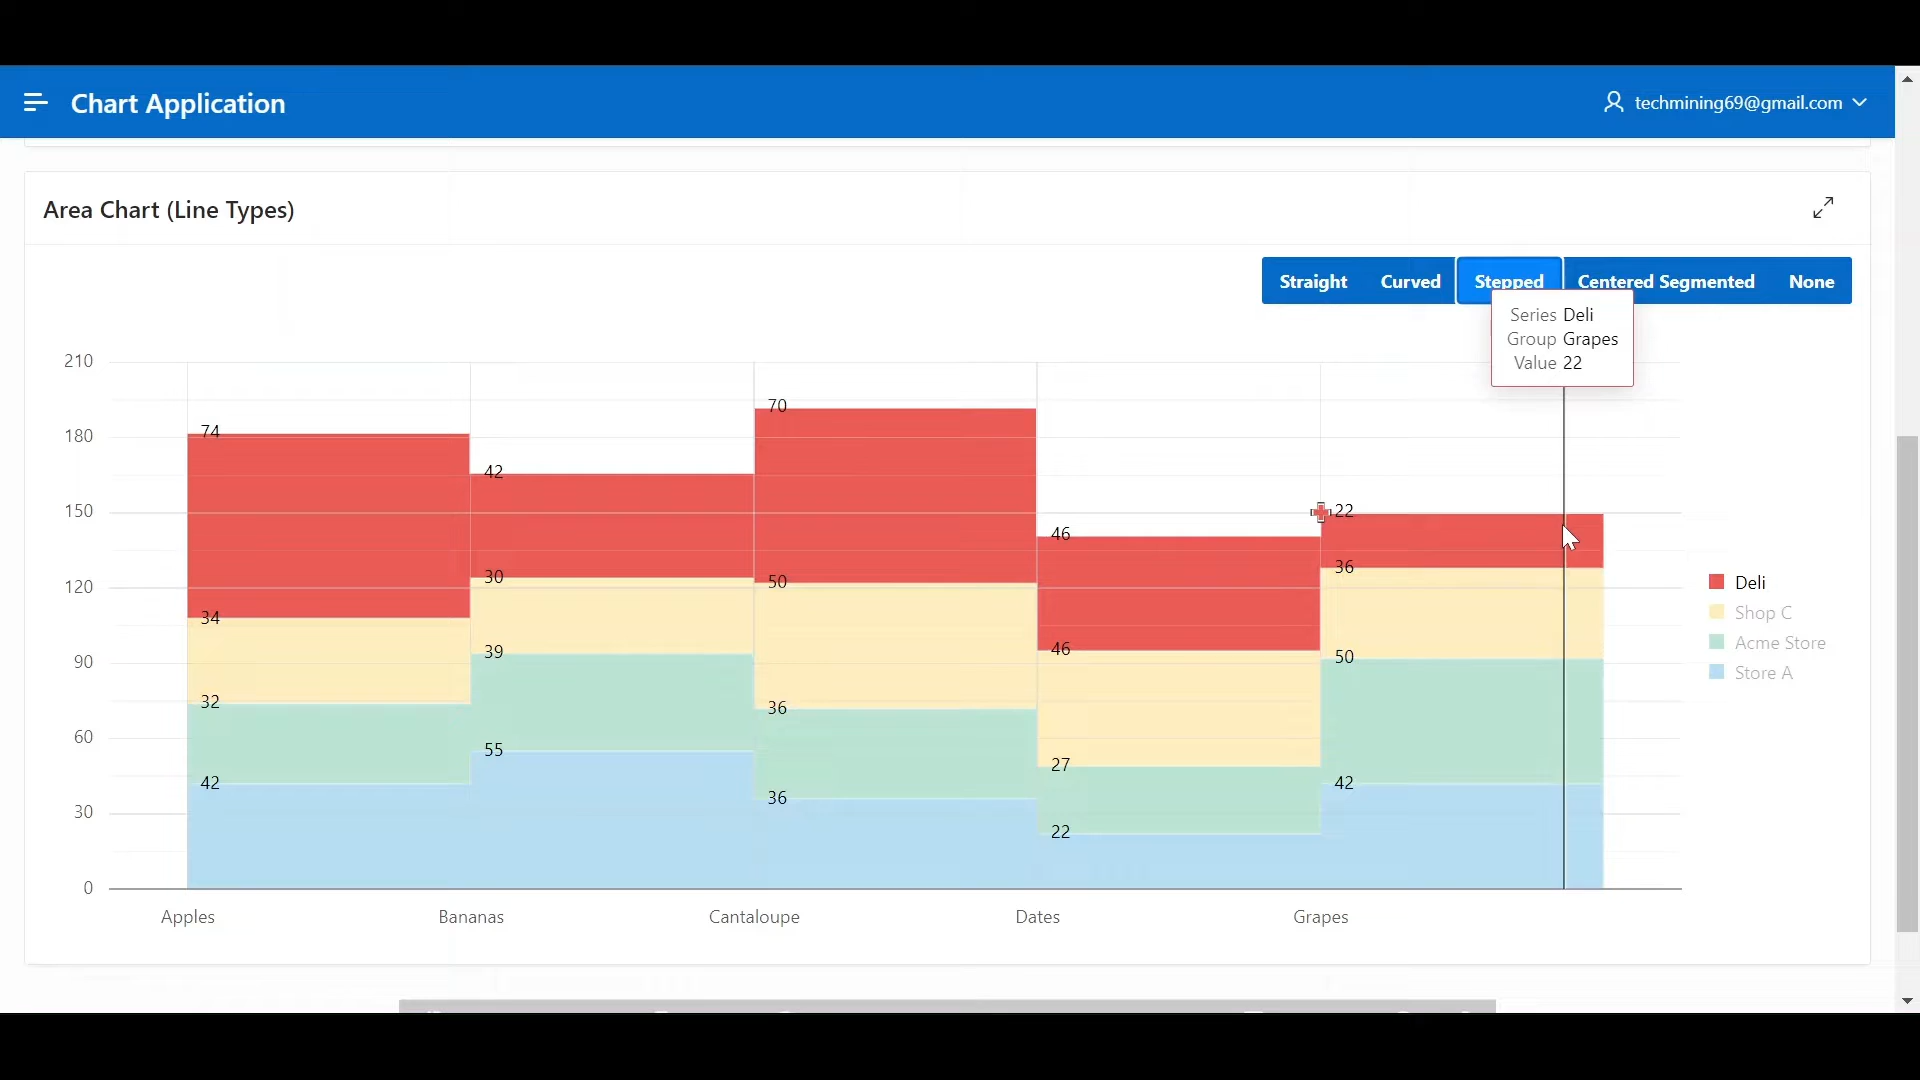 Chart Application
techmining69@gmail.com
Area Chart (Line Types)
Straight Curved Stepped Centered Segmented None
Series Deli
Group Grapes
Value 22
210
180
150
120
90
60
30
0
74
34
32
42
42
30
39
55
70
50
36
36
46
46
27
22
22
36
50
42
Apples Bananas Cantaloupe Dates Grapes
Deli
Shop C
Acme Store
Store A